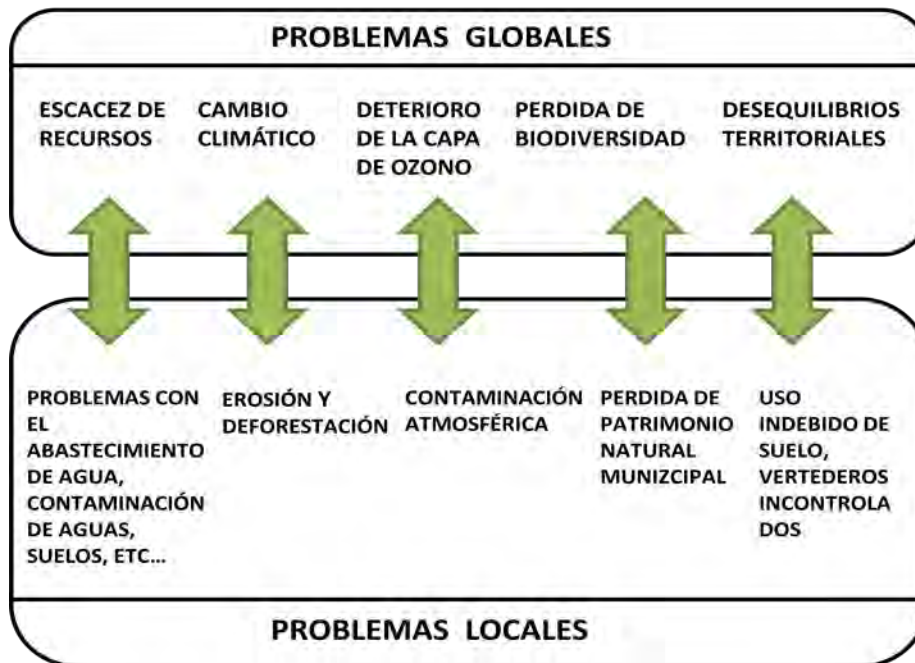 PROBLEMAS GLOBALES
ESCACEZ DE
RECURSOS
CAMBIO
CLIMÁTICO
DETERIORO
DE LA CAPA
DE OZONO
PERDIDA DE
BIODIVERSIDAD
DESEQUILIBRIOS
TERRITORIALES
PROBLEMAS CON
EL
ABASTECIMIENTO
DE AGUA,
CONTAMINACIÓN
DE AGUAS,
SUELOS, ETC...
EROSIÓN Y
DEFORESTACIÓN
CONTAMINACIÓN
ATMOSFÉRICA
PERDIDA DE
PATRIMONIO
NATURAL
MUNIZCIPAL
USO
INDEBIDO DE
SUELO,
VERTEDEROS
INCONTROLA
DOS
PROBLEMAS LOCALES